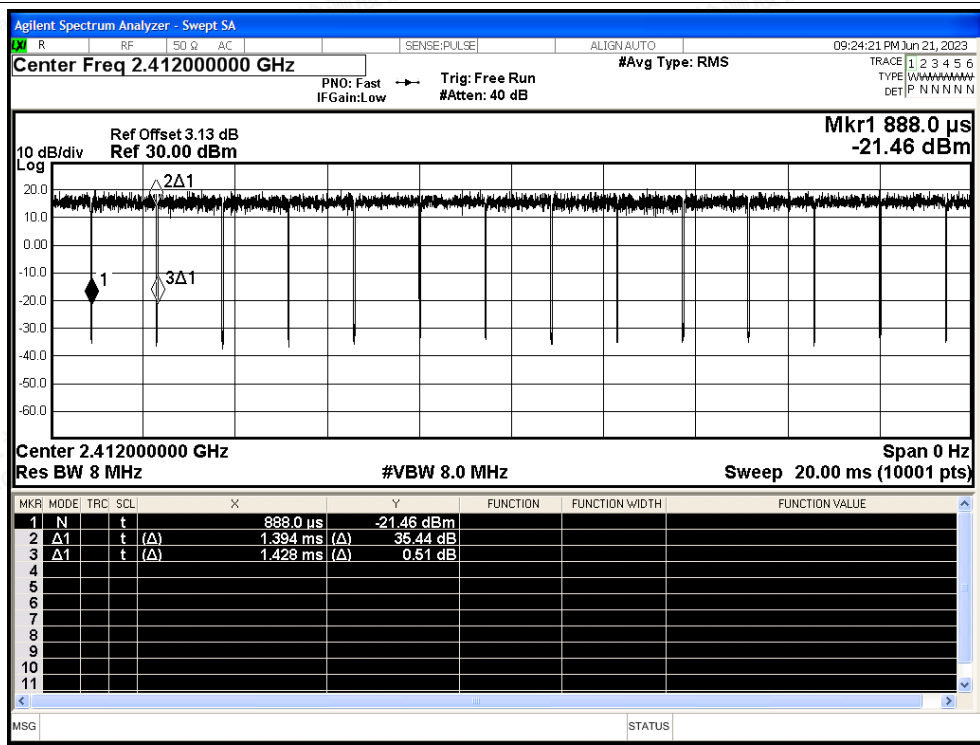 Agilent Spectrum Analyzer - Swept SA
LXI R RF 50 Ω AC SENSE:PULSE ALIGN AUTO 09:24:21 PM Jun 21, 2023
Center Freq 2.412000000 GHz #Avg Type: RMS TRACE 1 2 3 4 5 6
PNO: Fast Trig: Free Run TYPE WWWWWW
IFGain:Low #Atten: 40 dB DET P N N N N N
Mkr1 888.0 µs
Ref Offset 3.13 dB
10 dB/div Ref 30.00 dBm -21.46 dBm
Log
20.0
2Δ1
10.0
0.00
-10.0
1
3Δ1
-20.0
-30.0
-40.0
-50.0
-60.0
Center 2.412000000 GHz Span 0 Hz
Res BW 8 MHz #VBW 8.0 MHz Sweep 20.00 ms (10001 pts)
MKR MODE TRC SCL X Y FUNCTION FUNCTION WIDTH FUNCTION VALUE
1 N t 888.0 µs -21.46 dBm
2 Δ1 t (Δ) 1.394 ms (Δ) 35.44 dB
3 Δ1 t (Δ) 1.428 ms (Δ) 0.51 dB
4
5
6
7
8
9
10
11
MSG STATUS